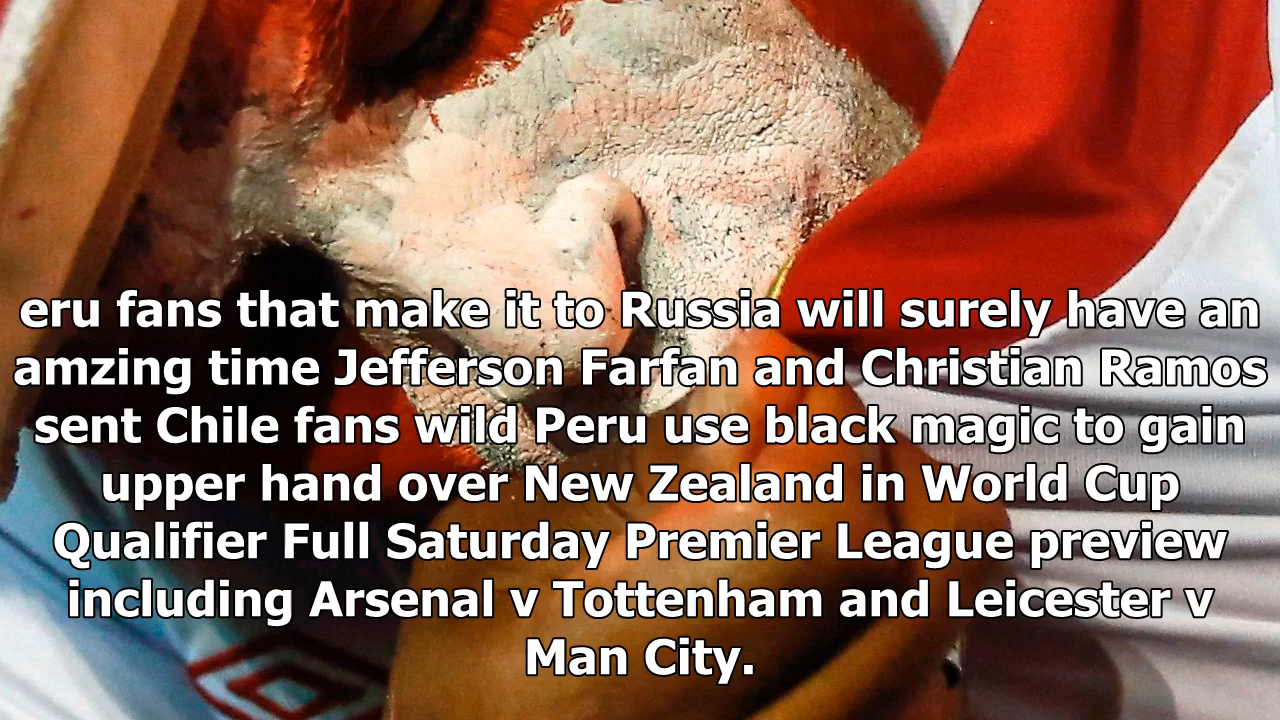 eru fans that make it to Russia will surely have an
amzing time Jefferson Farfan and Christian Ramos
sent Chile fans wild Peru use black magic to gain
upper hand over New Zealand in World Cup
Qualifier Full Saturday Premier League preview
including Arsenal v Tottenham and Leicester v
Man City.